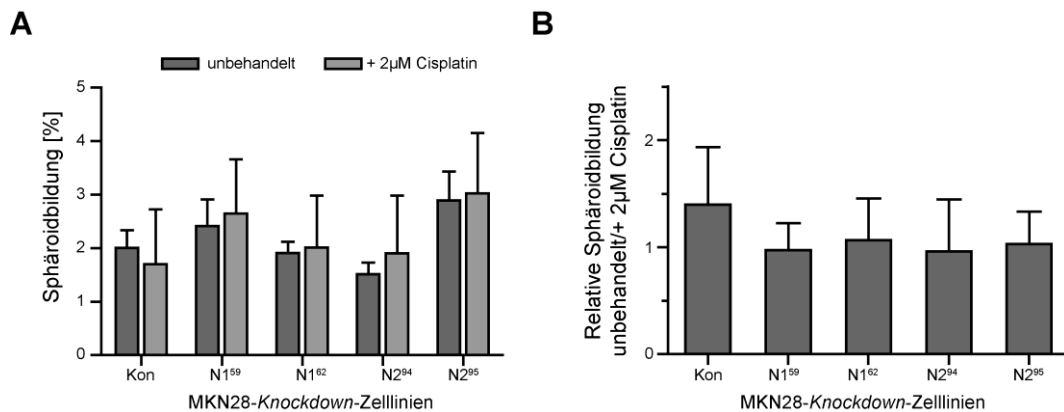 A
unbehandelt
+ 2µM Cisplatin
Sphäroidbildung [%]
5
4
3
2
1
0
Kon
N1⁵⁹
N1⁶²
N2⁹⁴
N2⁹⁵
MKN28-Knockdown-Zelllinien
B
Relative Sphäroidbildung
unbehandelt/+ 2µM Cisplatin
2
1
0
Kon
N1⁵⁹
N1⁶²
N2⁹⁴
N2⁹⁵
MKN28-Knockdown-Zelllinien